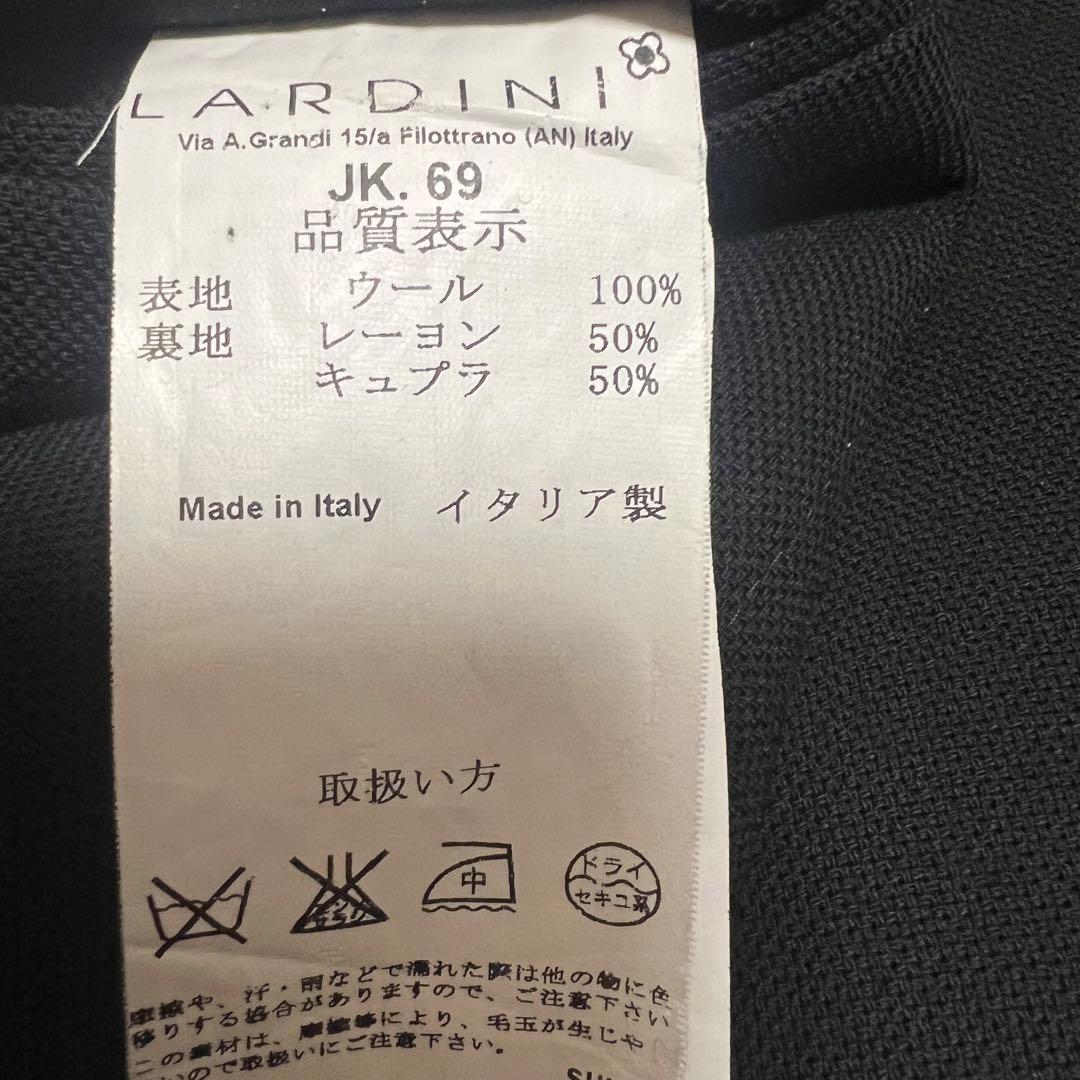 LARDINI
Via A.Grandi 15/a Filottrano (AN) Italy
JK. 69
品質表示
表地 ウール 100%
裏地 レーヨン 50%
キュプラ 50%
Made in Italy イタリア製
取扱い方
中
ドライ
セキユ系
摩擦や、汗・雨などで濡れた際は他の物に色
移りする場合がありますので、ご注意下さい
この素材は、摩擦等により、毛玉が生じや
ので取扱いにご注意下さい。